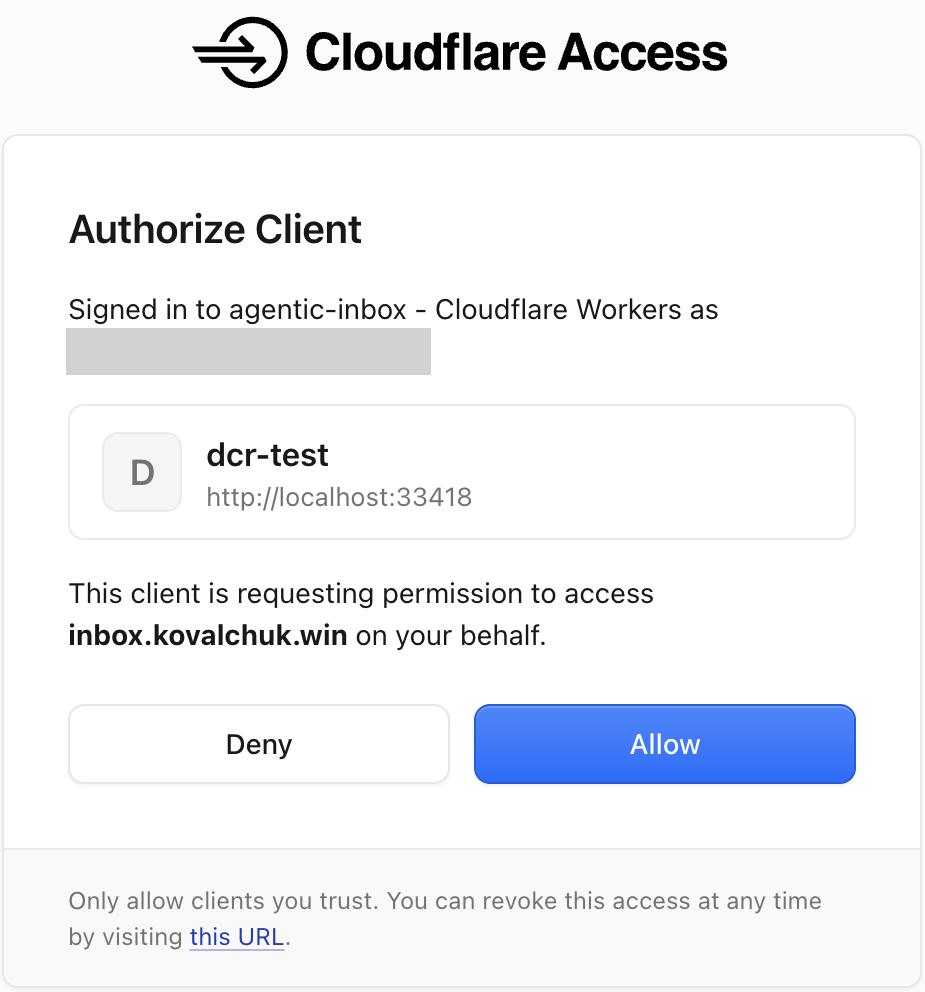 Cloudflare Access
Authorize Client
Signed in to agentic-inbox - Cloudflare Workers as
D
dcr-test
http://localhost:33418
This client is requesting permission to access
inbox.kovalchuk.win on your behalf.
Deny
Allow
Only allow clients you trust. You can revoke this access at any time
by visiting this URL.